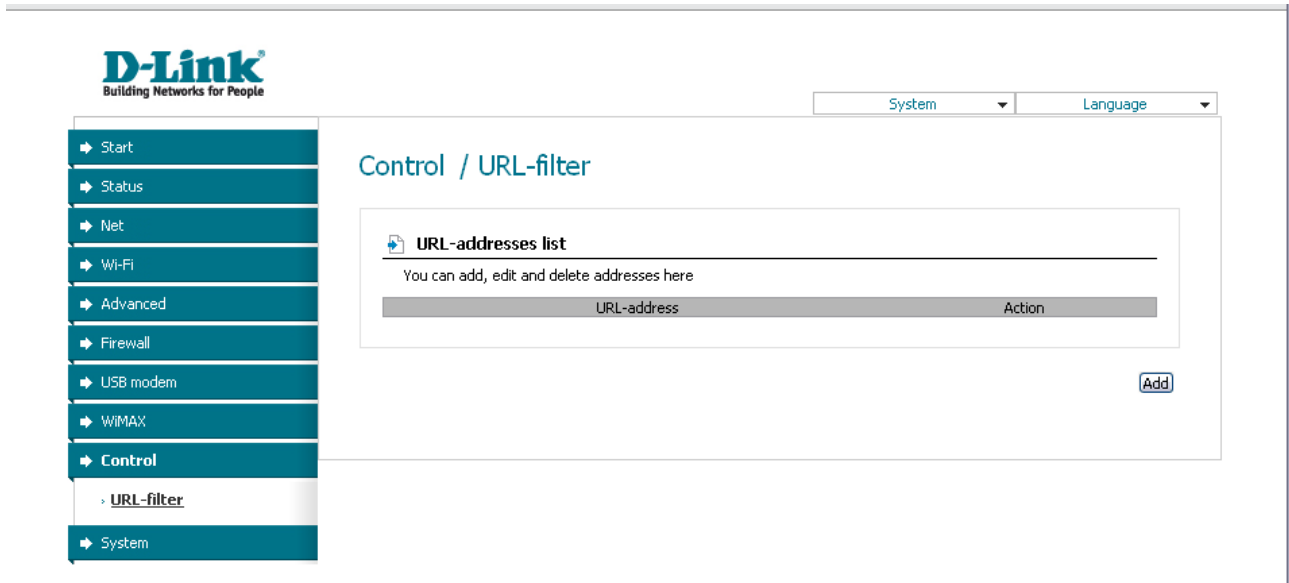 D-Link®
Building Networks for People
System Language
Start
Status
Net
Wi-Fi
Advanced
Firewall
USB modem
WiMAX
Control
URL-filter
System
Control / URL-filter
URL-addresses list
You can add, edit and delete addresses here
URL-address Action
Add